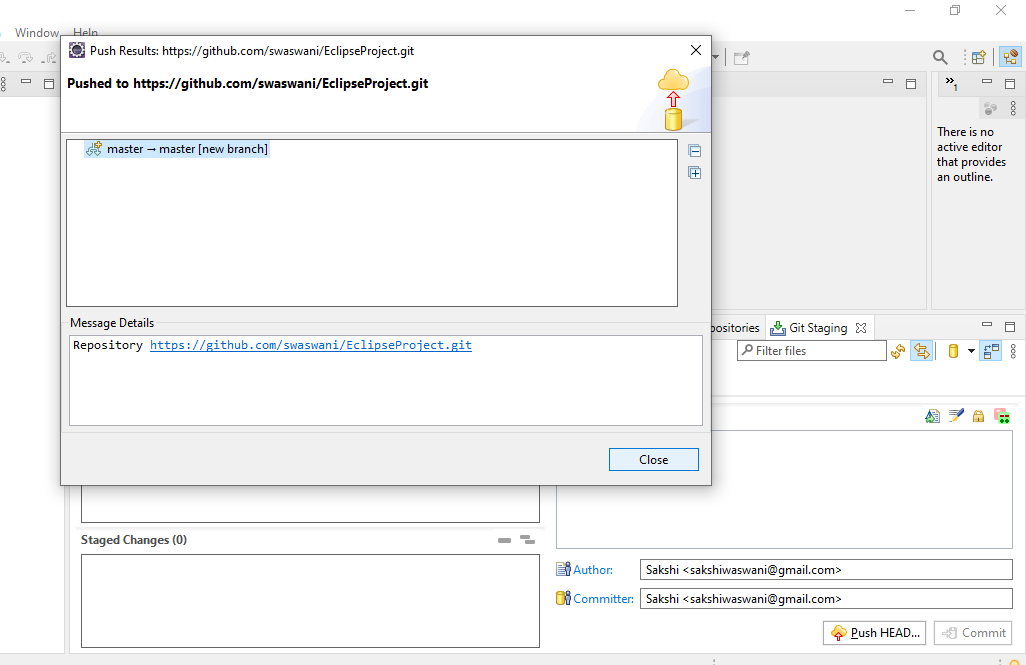 Window Help
Push Results: https://github.com/swaswani/EclipseProject.git
Pushed to https://github.com/swaswani/EclipseProject.git
master → master [new branch]
Message Details
Repository https://github.com/swaswani/EclipseProject.git
Close
»1
There is no
active editor
that provides
an outline.
positories
Git Staging
Filter files
Staged Changes (0)
Author: Sakshi <sakshiwaswani@gmail.com>
Committer: Sakshi <sakshiwaswani@gmail.com>
Push HEAD... Commit